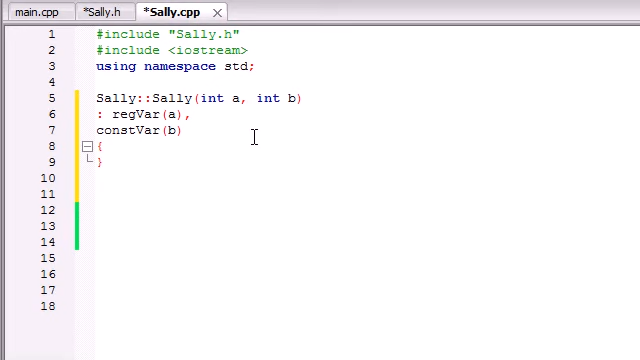 main.cpp *Sally.h *Sally.cpp
1 #include "Sally.h"
2 #include <iostream>
3 using namespace std;
4
5 Sally::Sally(int a, int b)
6 : regVar(a),
7 constVar(b)
8 {
9 }
10
11
12
13
14
15
16
17
18